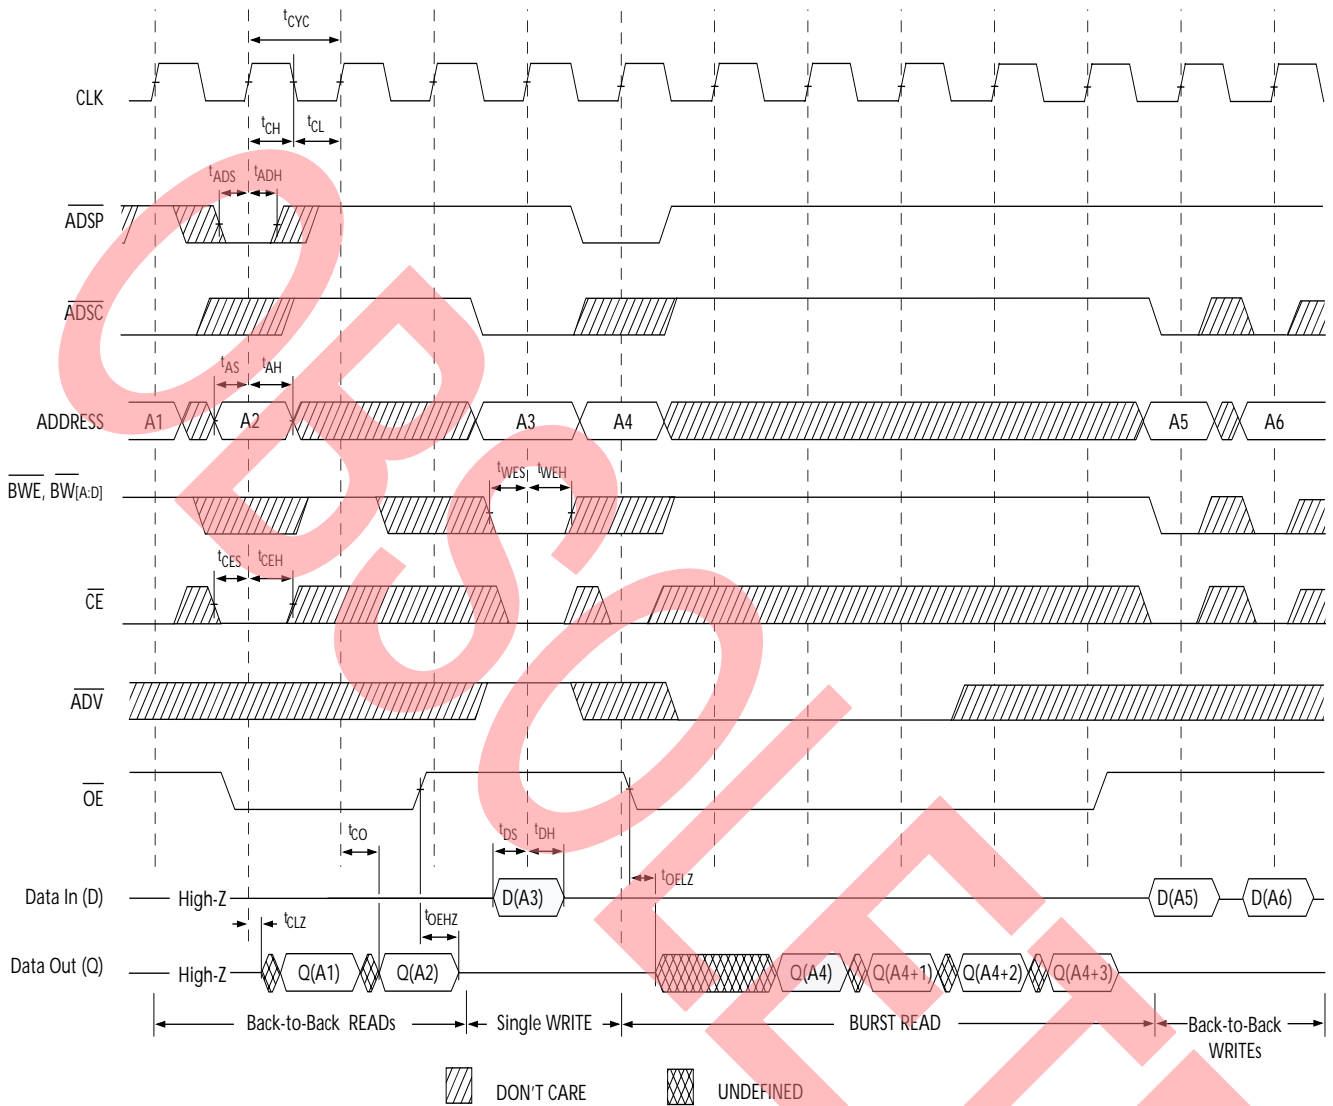 tCYC
CLK
tCH tCL
tADS tADH
ADSP
ADSC
tAS tAH
ADDRESS A1 A2 A3 A4 A5 A6
tWES tWEH
BWE, BW[A:D]
tCES tCEH
CE
ADV
OE
tCO tDS tDH
tOELZ
Data In (D) High-Z D(A3) D(A5) D(A6)
tCLZ tOEHZ
Data Out (Q) High-Z Q(A1) Q(A2) Q(A4) Q(A4+1) Q(A4+2) Q(A4+3)
Back-to-Back READs Single WRITE BURST READ Back-to-Back
WRITEs
DON'T CARE UNDEFINED
OBSOLET